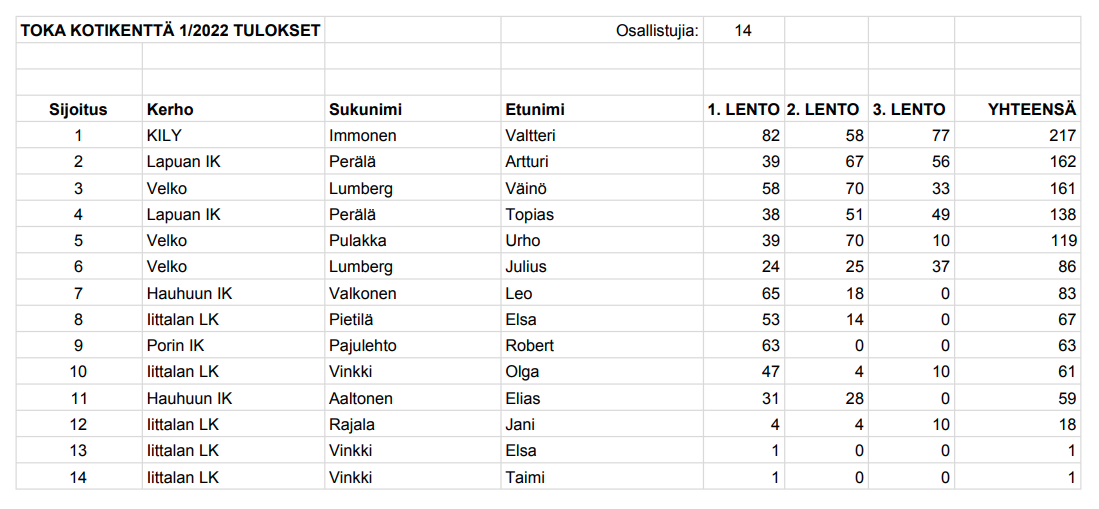 TOKA KOTIKENTTÄ 1/2022 TULOKSET Osallistujia: 14
Sijoitus Kerho Sukunimi Etunimi 1. LENTO 2. LENTO 3. LENTO YHTEENSÄ
1 KILY Immonen Valtteri 82 58 77 217
2 Lapuan IK Perälä Artturi 39 67 56 162
3 Velko Lumberg Väinö 58 70 33 161
4 Lapuan IK Perälä Topias 38 51 49 138
5 Velko Pulakka Urho 39 70 10 119
6 Velko Lumberg Julius 24 25 37 86
7 Hauhuun IK Valkonen Leo 65 18 0 83
8 Iittalan LK Pietilä Elsa 53 14 0 67
9 Porin IK Pajulehto Robert 63 0 0 63
10 Iittalan LK Vinkki Olga 47 4 10 61
11 Hauhuun IK Aaltonen Elias 31 28 0 59
12 Iittalan LK Rajala Jani 4 4 10 18
13 Iittalan LK Vinkki Elsa 1 0 0 1
14 Iittalan LK Vinkki Taimi 1 0 0 1